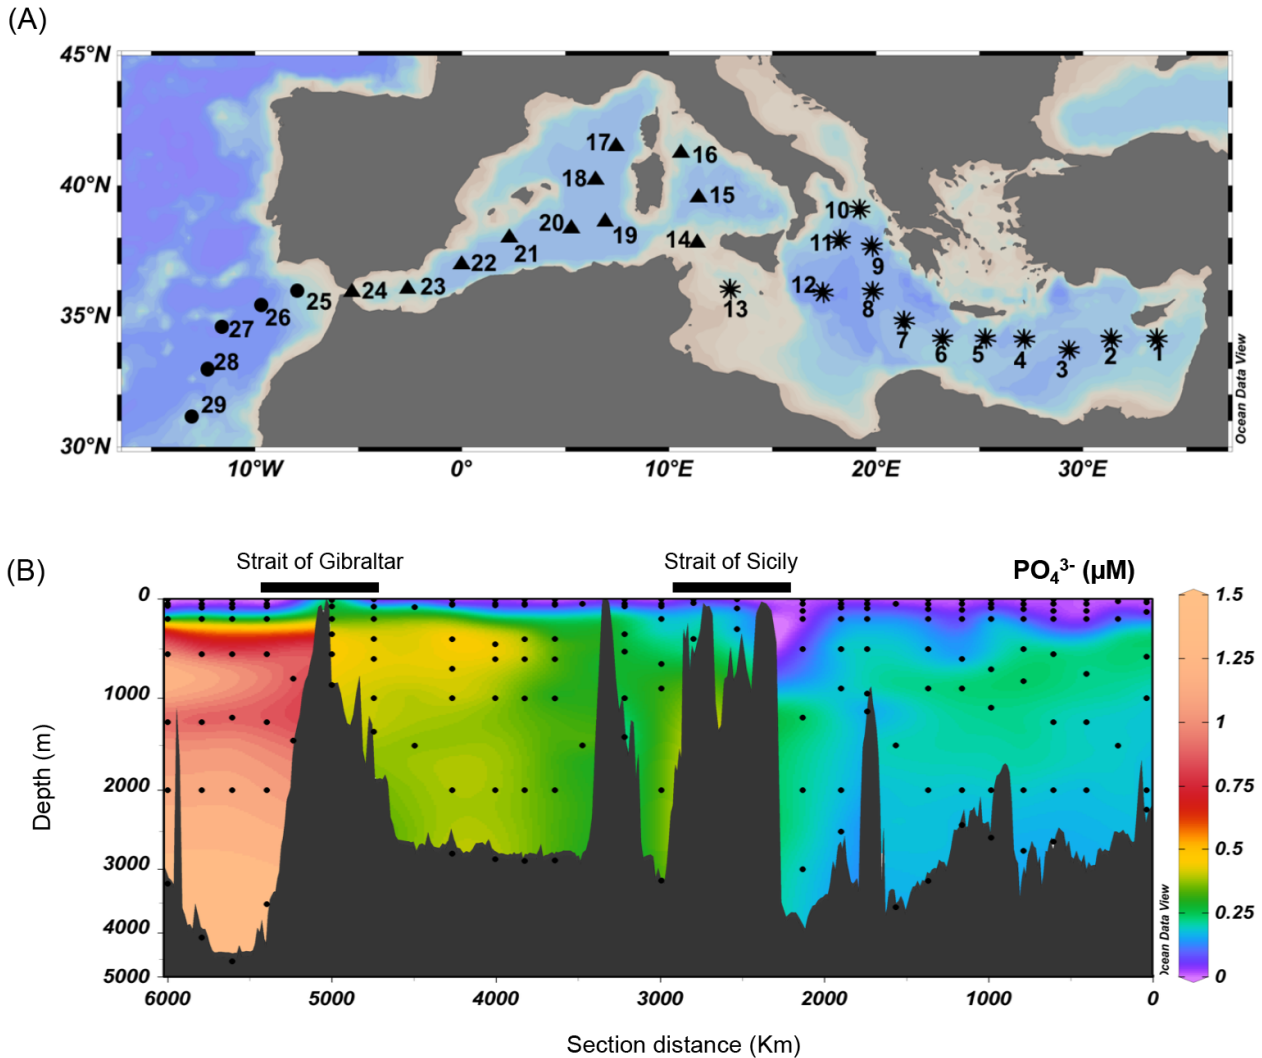 (A)
45°N
40°N
35°N
30°N
10°W
0°
10°E
20°E
30°E
17
16
18
15
20
19
14
21
22
24
23
25
26
27
28
29
10
11
9
12
13
8
7
6
5
4
3
2
1
Ocean Data View
(B)
Strait of Gibraltar
Strait of Sicily
PO₄³⁻ (µM)
0
1000
2000
3000
4000
5000
Depth (m)
6000
5000
4000
3000
2000
1000
0
Section distance (Km)
1.5
1.25
1
0.75
0.5
0.25
0
Ocean Data View